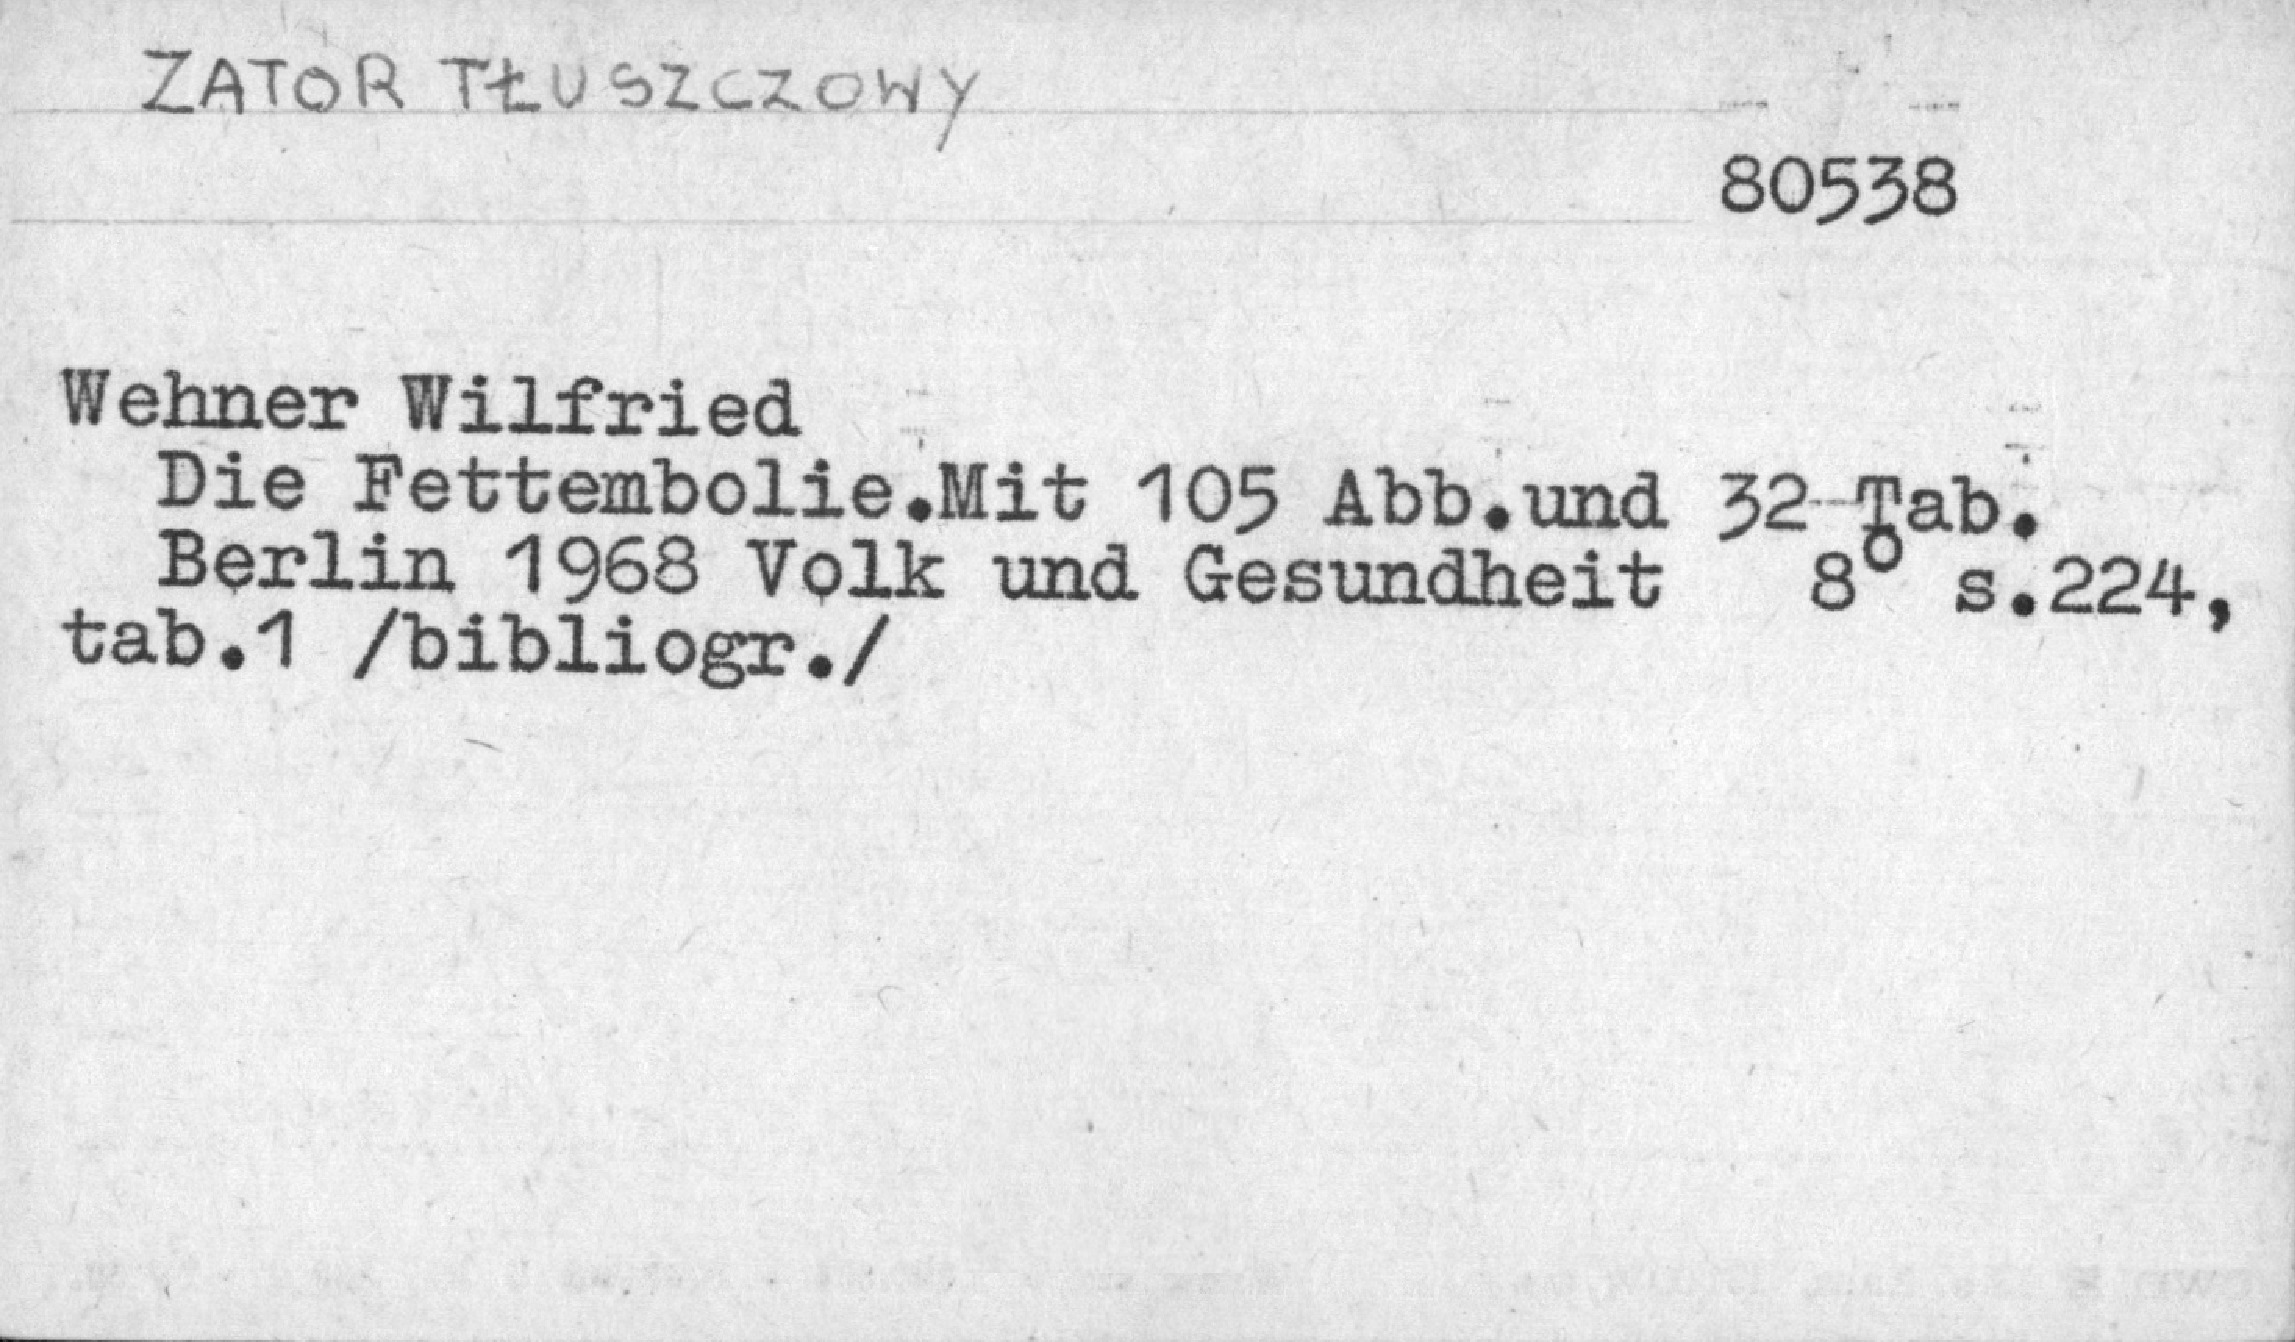 ZATOR TŁUSZCZOWY
80538
Wehner Wilfried
Die Fettembolie.Mit 105 Abb.und 32 Tab.
Berlin 1968 Volk und Gesundheit 8° s.224,
tab.1 /bibliogr./